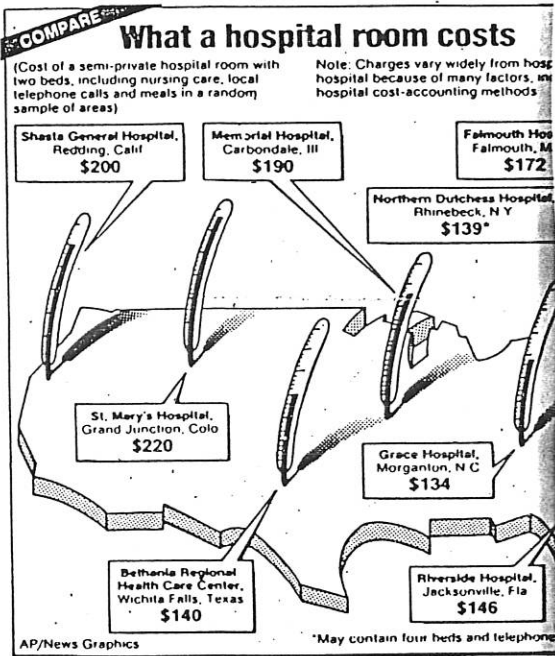 COMPARE
What a hospital room costs
(Cost of a semi-private hospital room with
two beds, including nursing care, local
telephone calls and meals in a random
sample of areas)
Note: Charges vary widely from
hospital because of many factors,
hospital cost-accounting methods
Shasta General Hospital,
Redding, Calif
$200
Memorial Hospital,
Carbondale, Ill
$190
Falmouth
Falmouth,
$172
Northern Dutchess Hospital,
Rhinebeck, N Y
$139*
St. Mary's Hospital,
Grand Junction, Colo
$220
Grace Hospital,
Morganton, N C
$134
Bethania Regional
Health Care Center,
Wichita Falls, Texas
$140
Riverside Hospital,
Jacksonville, Fla
$146
AP/News Graphics
*May contain four beds and telephone